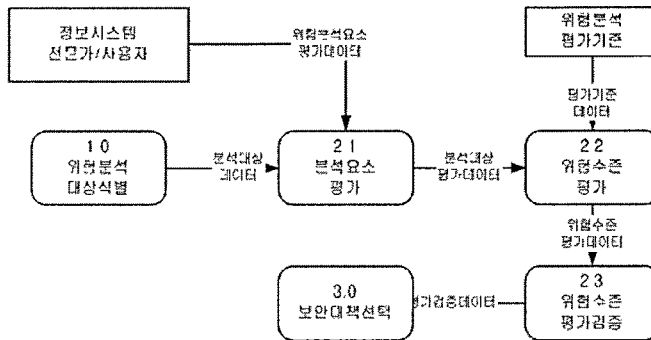 정보시스템
전문가/사용자
위험분석요소
평가데이터
위험분석
평가기준
평가기준
데이터
1 0
위험분석
대상식별
분석대상
데이터
2 1
분석요소
평가
분석대상
평가데이터
2 2
위험수준
평가
위험수준
평가데이터
3.0
보안대책선택
평가검증데이터
2 3
위험수준
평가검증